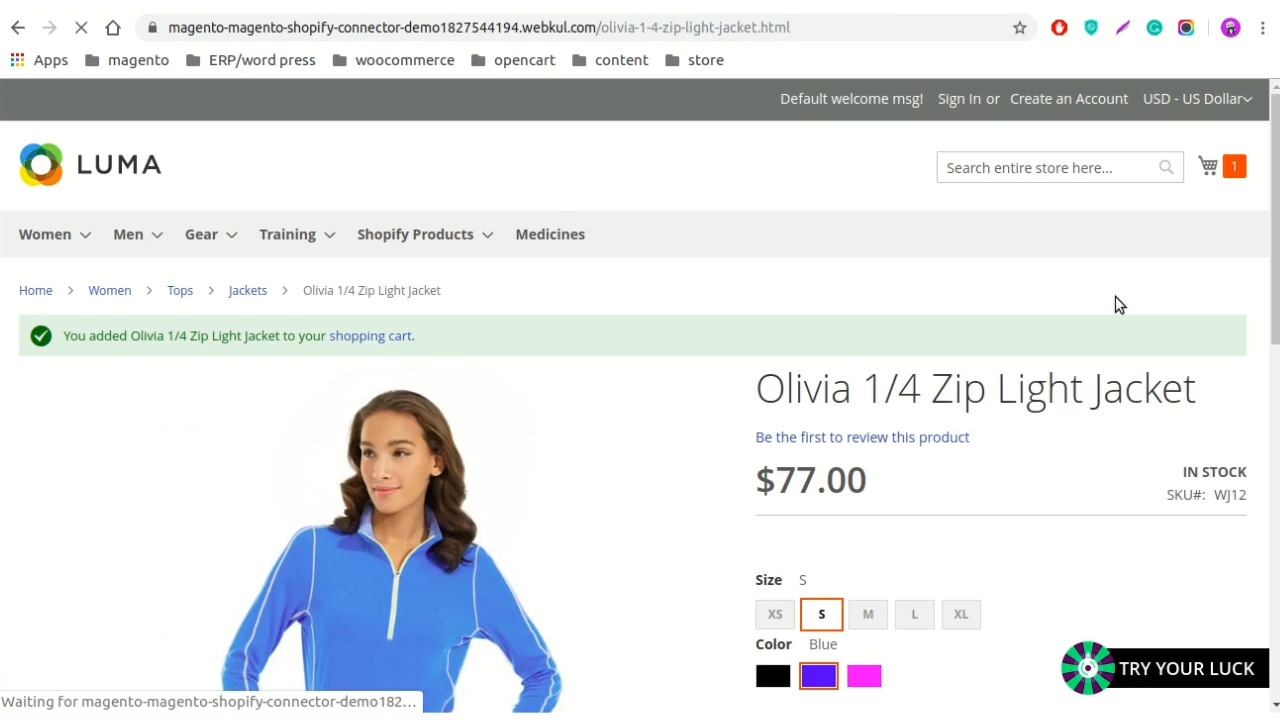 magento-magento-shopify-connector-demo1827544194.webkul.com/olivia-1-4-zip-light-jacket.html
Apps magento ERP/word press woocommerce opencart content store
Default welcome msg! Sign In or Create an Account USD - US Dollar
LUMA
Search entire store here...
1
Women Men Gear Training Shopify Products Medicines
Home Women Tops Jackets Olivia 1/4 Zip Light Jacket
You added Olivia 1/4 Zip Light Jacket to your shopping cart.
Olivia 1/4 Zip Light Jacket
Be the first to review this product
$77.00
IN STOCK
SKU#: WJ12
Size S
XS S M L XL
Color Blue
TRY YOUR LUCK
Waiting for magento-magento-shopify-connector-demo182...